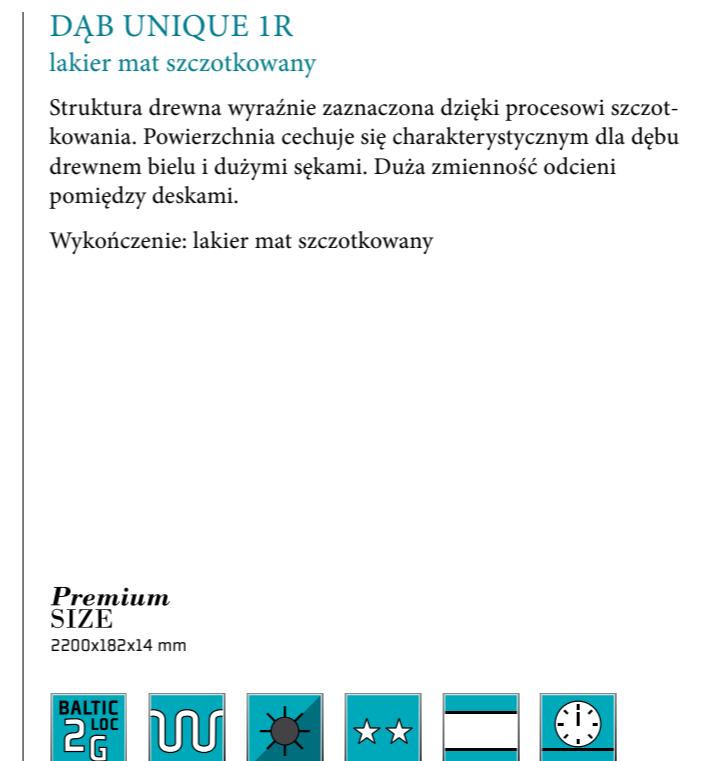 DĄB UNIQUE 1R
lakier mat szczotkowany
Struktura drewna wyraźnie zaznaczona dzięki procesowi szczot-
kowania. Powierzchnia cechuje się charakterystycznym dla dębu
drewnem bielu i dużymi sękami. Duża zmienność odcieni
pomiędzy deskami.
Wykończenie: lakier mat szczotkowany
Premium
SIZE
2200x182x14 mm
BALTIC
2 LOC
G